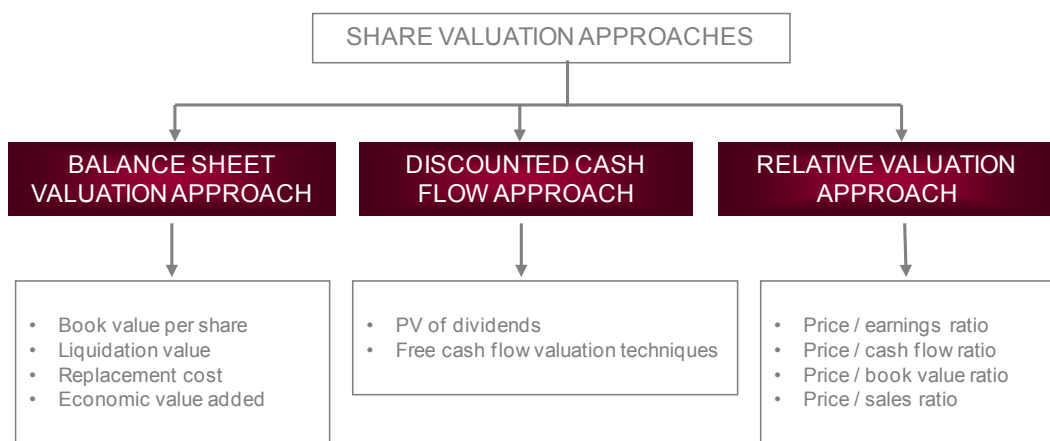 SHARE VALUATION APPROACHES
BALANCE SHEET
VALUATION APPROACH
DISCOUNTED CASH
FLOW APPROACH
RELATIVE VALUATION
APPROACH
• Book value per share
• Liquidation value
• Replacement cost
• Economic value added
• PV of dividends
• Free cash flow valuation techniques
• Price / earnings ratio
• Price / cash flow ratio
• Price / book value ratio
• Price / sales ratio